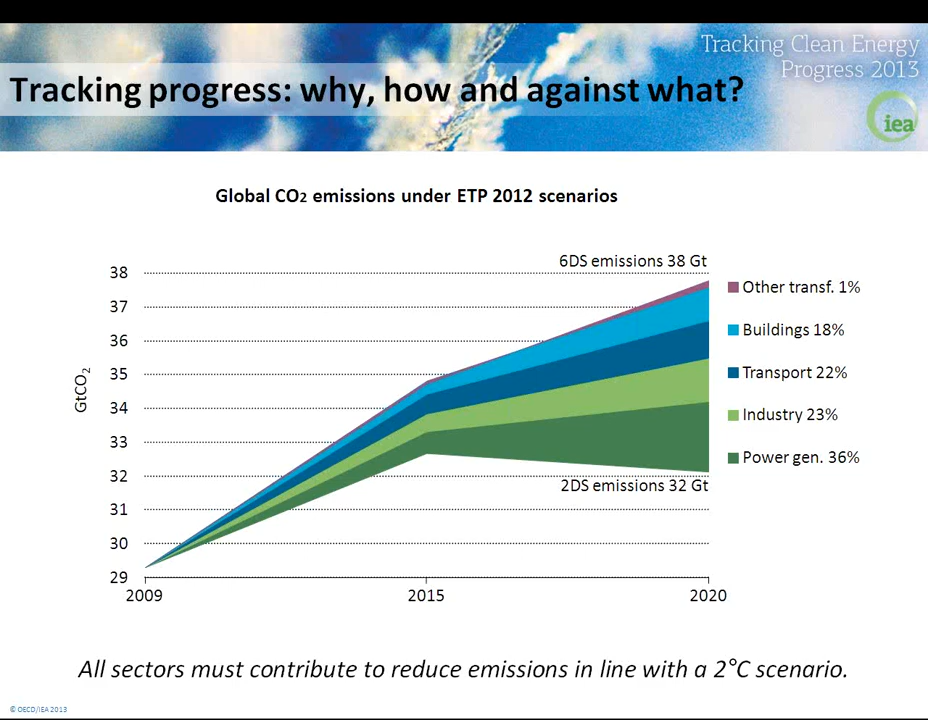 Tracking Clean Energy
Progress 2013
Tracking progress: why, how and against what?
iea
Global CO2 emissions under ETP 2012 scenarios
6DS emissions 38 Gt
38
37
36
35
34
33
32
31
30
29
GtCO2
2009
2015
2020
2DS emissions 32 Gt
Other transf. 1%
Buildings 18%
Transport 22%
Industry 23%
Power gen. 36%
All sectors must contribute to reduce emissions in line with a 2°C scenario.
© OECD/IEA 2013